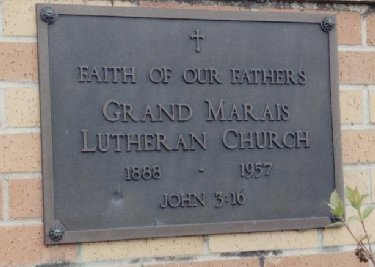 FAITH OF OUR FATHERS
GRAND MARAIS
LUTHERAN CHURCH
1888 - 1957
JOHN 3:16